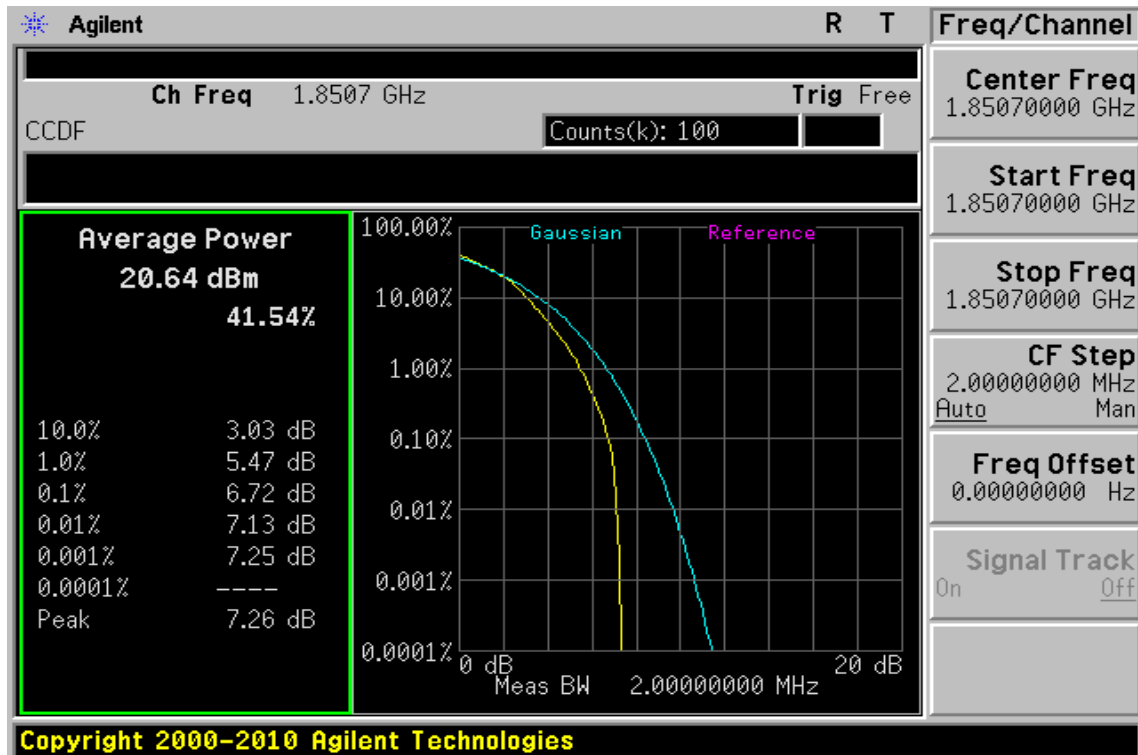 Agilent R T
Freq/Channel
Ch Freq 1.8507 GHz Trig Free
CCDF Counts(k): 100
Average Power
20.64 dBm
41.54%
10.0% 3.03 dB
1.0% 5.47 dB
0.1% 6.72 dB
0.01% 7.13 dB
0.001% 7.25 dB
0.0001% ----
Peak 7.26 dB
Gaussian Reference
100.00%
10.00%
1.00%
0.10%
0.01%
0.001%
0.0001%
0 dB 20 dB
Meas BW 2.00000000 MHz
Center Freq
1.85070000 GHz
Start Freq
1.85070000 GHz
Stop Freq
1.85070000 GHz
CF Step
2.00000000 MHz
Auto Man
Freq Offset
0.00000000 Hz
Signal Track
On Off
Copyright 2000-2010 Agilent Technologies